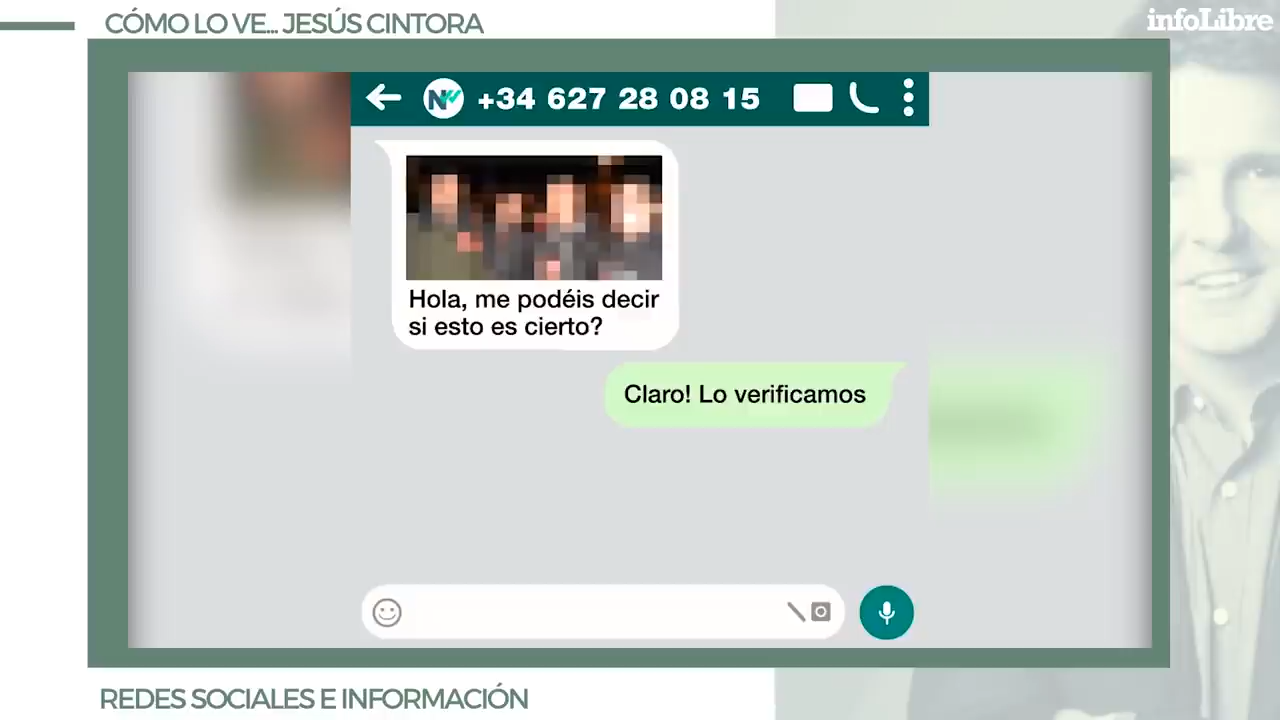 CÓMO LO VE... JESÚS CINTORA
infoLibre
N +34 627 28 08 15
Hola, me podéis decir
si esto es cierto?
Claro! Lo verificamos
REDES SOCIALES E INFORMACIÓN